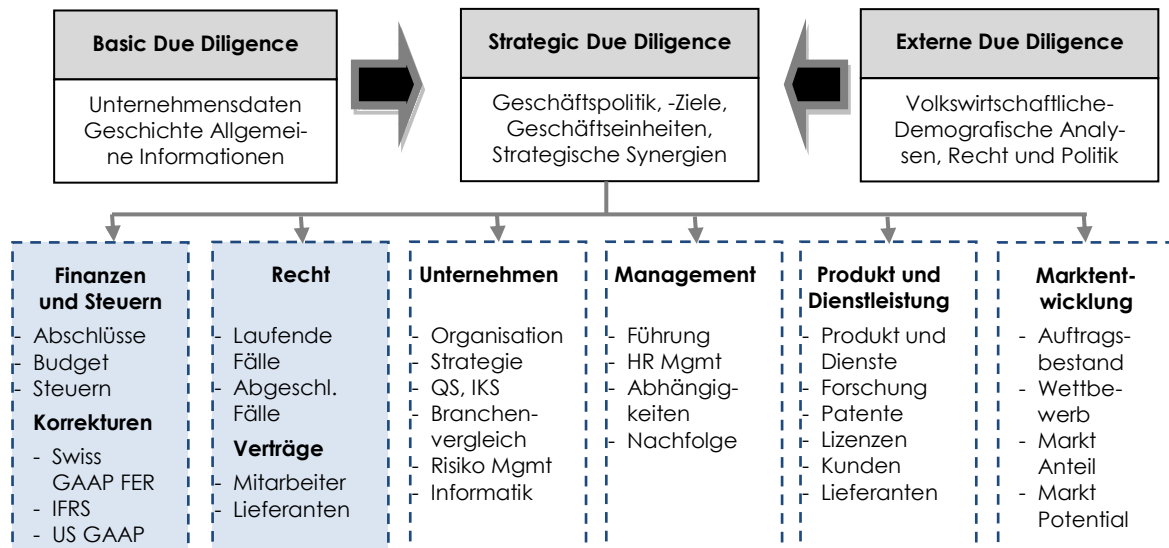 Basic Due Diligence
Unternehmensdaten
Geschichte Allgemei-
ne Informationen
Strategic Due Diligence
Geschäftspolitik, -Ziele,
Geschäftseinheiten,
Strategische Synergien
Externe Due Diligence
Volkswirtschaftliche-
Demografische Analy-
sen, Recht und Politik
Finanzen
und Steuern
- Abschlüsse
- Budget
- Steuern
Korrekturen
- Swiss
GAAP FER
- IFRS
- US GAAP
Recht
- Laufende
Fälle
- Abgeschl.
Fälle
Verträge
- Mitarbeiter
- Lieferanten
Unternehmen
- Organisation
- Strategie
- QS, IKS
- Branchen-
vergleich
- Risiko Mgmt
- Informatik
Management
- Führung
- HR Mgmt
- Abhängig-
keiten
- Nachfolge
Produkt und
Dienstleistung
- Produkt und
Dienste
- Forschung
- Patente
- Lizenzen
- Kunden
- Lieferanten
Marktent-
wicklung
- Auftrags-
bestand
- Wettbe-
werb
- Markt
Anteil
- Markt
Potential